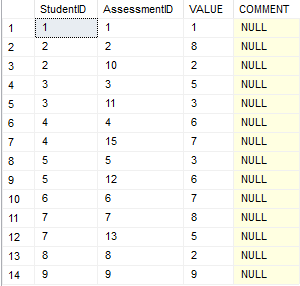 StudentID AssessmentID VALUE COMMENT
1 1 1 1 NULL
2 2 2 8 NULL
3 2 10 2 NULL
4 3 3 5 NULL
5 3 11 3 NULL
6 4 4 6 NULL
7 4 15 7 NULL
8 5 5 3 NULL
9 5 12 6 NULL
10 6 6 7 NULL
11 7 7 8 NULL
12 7 13 5 NULL
13 8 8 2 NULL
14 9 9 9 NULL